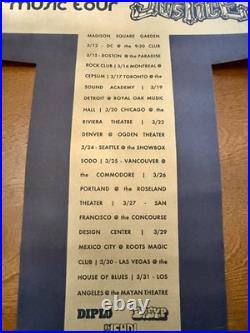 music tour
JUSTICE
MADISON SQUARE GARDEN
3/12 - DC @ the 9:30 CLUB
3/15 - BOSTON @ the PARADISE
ROCK CLUB | 3/16 MONTREAL @
CEPSUM | 3/17 TORONTO @ the
SOUND ACADEMY | 3/19
DETROIT @ ROYAL OAK MUSIC
HALL | 3/20 CHICAGO @ the
RIVIERA THEATRE | 3/22
DENVER @ OGDEN THEATER
3/24 - SEATTLE @ the SHOWBOX
SODO | 3/25 - VANCOUVER @
the COMMODORE | 3/26
PORTLAND @ the ROSELAND
THEATER | 3/27 - SAN
FRANCISCO @ the CONCOURSE
DESIGN CENTER | 3/29
MEXICO CITY @ ROOTS MAGIC
CLUB | 3/30 - LAS VEGAS @ the
HOUSE OF BLUES | 3/31 - LOS
ANGELES @ the MAYAN THEATRE
DIPLO